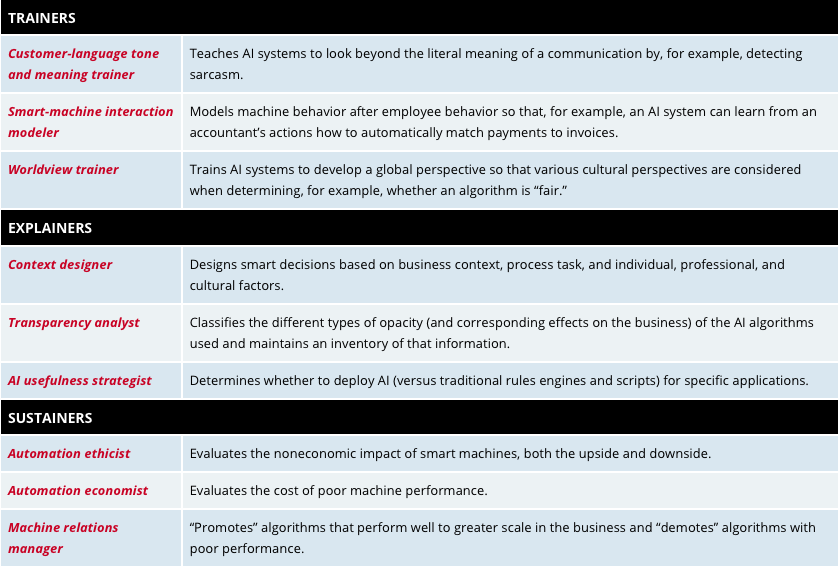 TRAINERS
Customer-language tone
and meaning trainer
Teaches AI systems to look beyond the literal meaning of a communication by, for example, detecting
sarcasm.
Smart-machine interaction
modeler
Models machine behavior after employee behavior so that, for example, an AI system can learn from an
accountant’s actions how to automatically match payments to invoices.
Worldview trainer
Trains AI systems to develop a global perspective so that various cultural perspectives are considered
when determining, for example, whether an algorithm is “fair.”
EXPLAINERS
Context designer
Designs smart decisions based on business context, process task, and individual, professional, and
cultural factors.
Transparency analyst
Classifies the different types of opacity (and corresponding effects on the business) of the AI algorithms
used and maintains an inventory of that information.
AI usefulness strategist
Determines whether to deploy AI (versus traditional rules engines and scripts) for specific applications.
SUSTAINERS
Automation ethicist
Evaluates the noneconomic impact of smart machines, both the upside and downside.
Automation economist
Evaluates the cost of poor machine performance.
Machine relations
manager
“Promotes” algorithms that perform well to greater scale in the business and “demotes” algorithms with
poor performance.